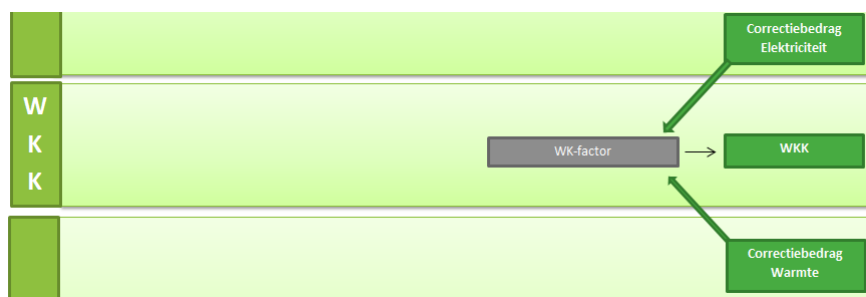 Correctiebedrag
Elektriciteit
W
K
K
WK-factor
WKK
Correctiebedrag
Warmte